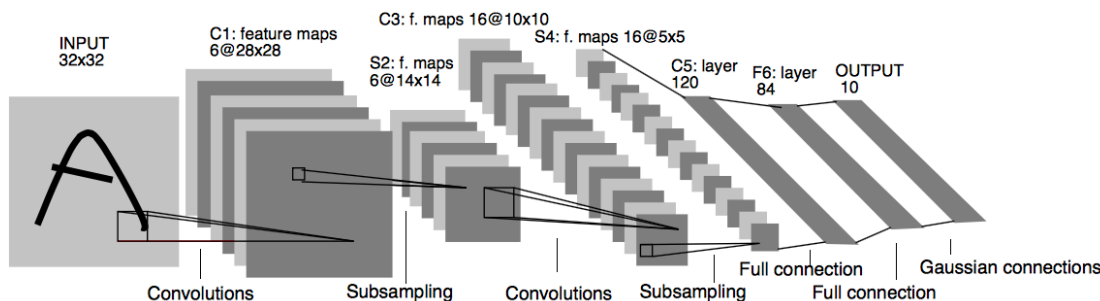 INPUT
32x32
C1: feature maps
6@28x28
S2: f. maps
6@14x14
C3: f. maps 16@10x10
S4: f. maps 16@5x5
C5: layer
120
F6: layer
84
OUTPUT
10
Convolutions
Subsampling
Convolutions
Subsampling
Full connection
Full connection
Gaussian connections